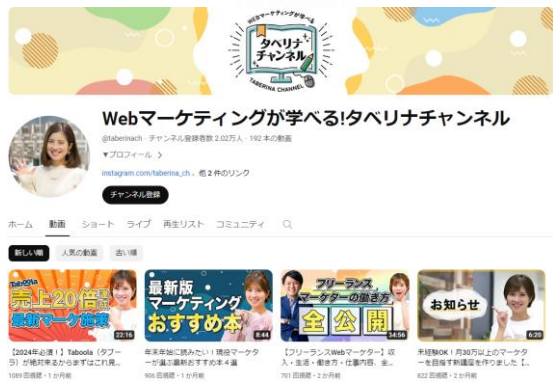 WEBマーケティングが学べる
タベリナ
チャンネル
TABERINA CHANNEL
Webマーケティングが学べる!タベリナチャンネル
@taberinach・チャンネル登録者数 2.02万人・192 本の動画
▼プロフィール >
instagram.com/taberina_ch 、他 2 件のリンク
チャンネル登録
ホーム 動画 ショート ライブ 再生リスト コミュニティ
新しい順 人気の動画 古い順
Taboola
売上20倍
最新マーケ施策
22:16
最新版
マーケティング
おすすめ本
8:44
フリーランス
マーケターの働き方
全公開
34:56
お知らせ
6:20
【2024年必須！】Taboola（タブー
ラ）が絶対来るからまずはこれ見...
1089 回視聴・1 か月前
年末年始に読みたい！現役マーケタ
ーが選ぶ最新おすすめ本４選
906 回視聴・1 か月前
【フリーランスWebマーケター】収
入・生活・働き方・仕事内容、全...
701 回視聴・2 か月前
未経験OK！月30万以上のマーケタ
ーを目指す新講座を作りました【...
822 回視聴・2 か月前